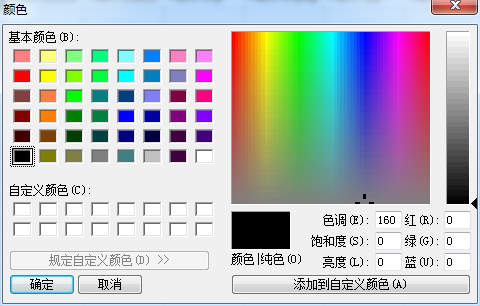 颜色
基本颜色(B):
自定义颜色(C):
规定自定义颜色(D) >>
确定 取消
颜色|纯色(O)
色调(E): 160 红(R): 0
饱和度(S): 0 绿(G): 0
亮度(L): 0 蓝(U): 0
添加到自定义颜色(A)